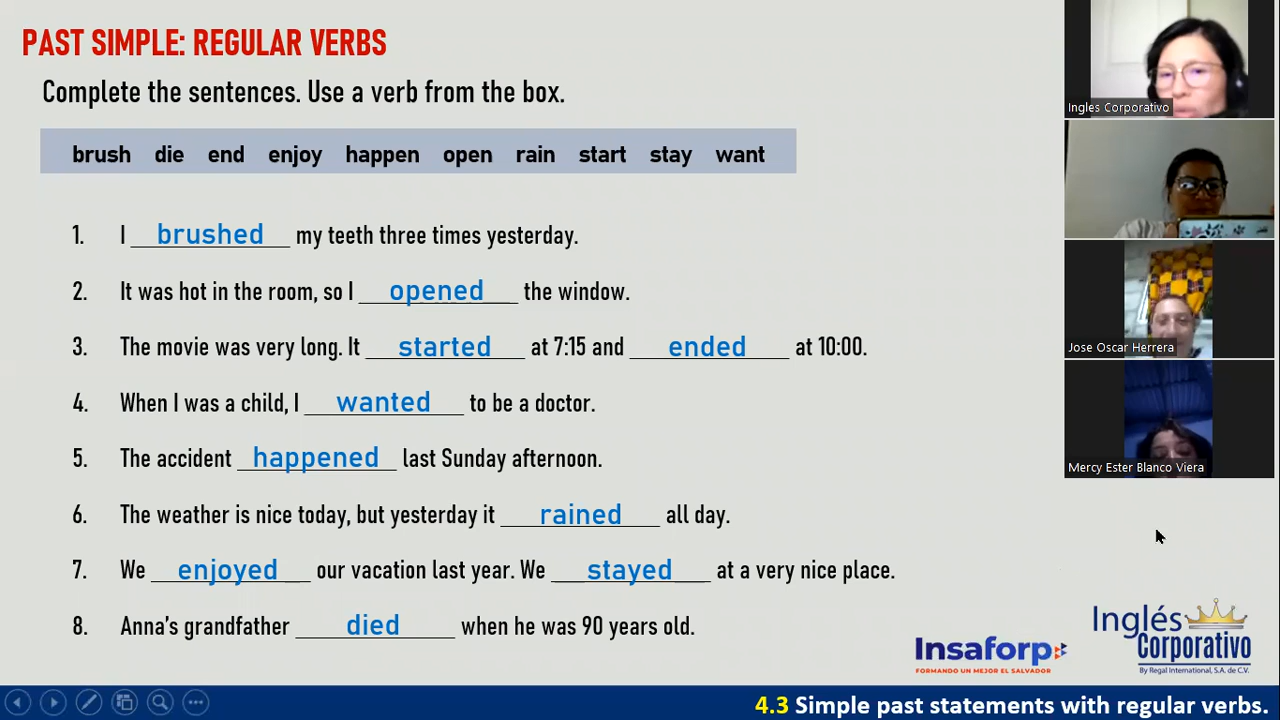 PAST SIMPLE: REGULAR VERBS
Complete the sentences. Use a verb from the box.
brush die end enjoy happen open rain start stay want
1. I brushed my teeth three times yesterday.
2. It was hot in the room, so I opened the window.
3. The movie was very long. It started at 7:15 and ended at 10:00.
4. When I was a child, I wanted to be a doctor.
5. The accident happened last Sunday afternoon.
6. The weather is nice today, but yesterday it rained all day.
7. We enjoyed our vacation last year. We stayed at a very nice place.
8. Anna's grandfather died when he was 90 years old.
Ingles Corporativo
Jose Oscar Herrera
Mercy Ester Blanco Viera
Insaforp
FORMANDO UN MEJOR EL SALVADOR
Inglés
Corporativo
By Regal International, S.A. de C.V.
4.3 Simple past statements with regular verbs.